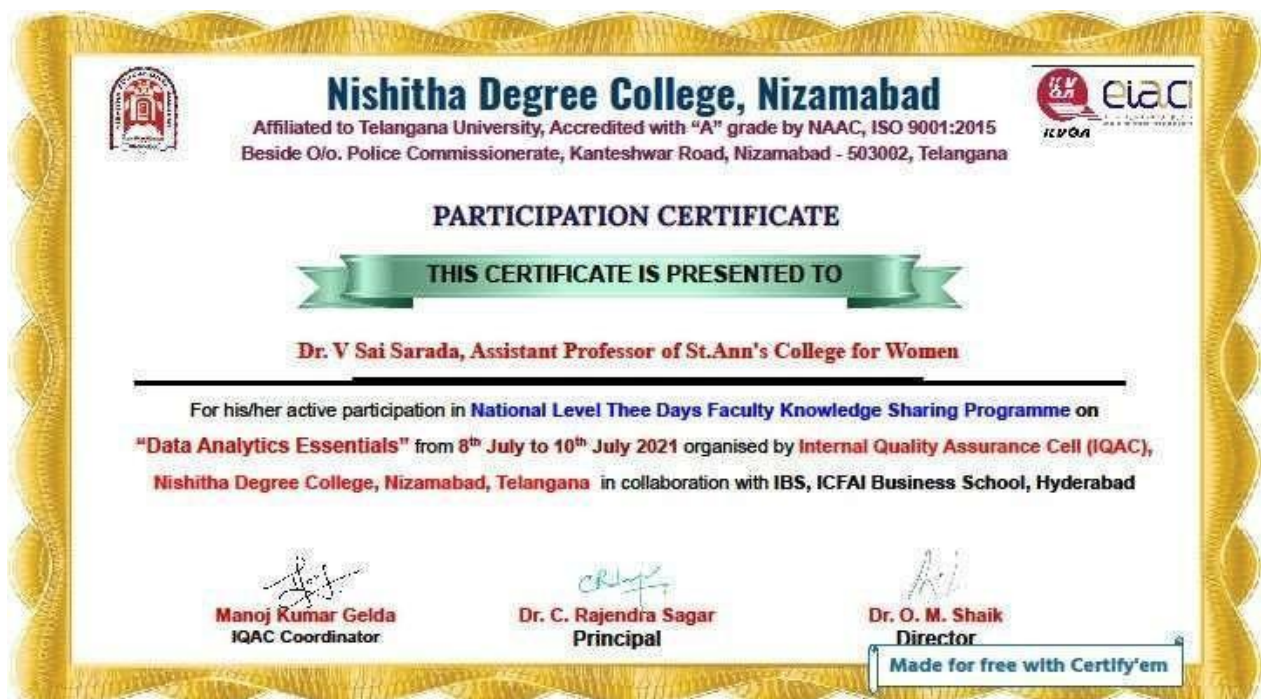 Nishitha Degree College, Nizamabad
Affiliated to Telangana University, Accredited with “A” grade by NAAC, ISO 9001:2015
Beside O/o. Police Commissionerate, Kanteshwar Road, Nizamabad - 503002, Telangana
eiaci
PARTICIPATION CERTIFICATE
THIS CERTIFICATE IS PRESENTED TO
Dr. V Sai Sarada, Assistant Professor of St.Ann's College for Women
For his/her active participation in National Level Thee Days Faculty Knowledge Sharing Programme on
“Data Analytics Essentials” from 8th July to 10th July 2021 organised by Internal Quality Assurance Cell (IQAC),
Nishitha Degree College, Nizamabad, Telangana in collaboration with IBS, ICFAI Business School, Hyderabad
Manoj Kumar Gelda
IQAC Coordinator
Dr. C. Rajendra Sagar
Principal
Dr. O. M. Shaik
Director
Made for free with Certify'em